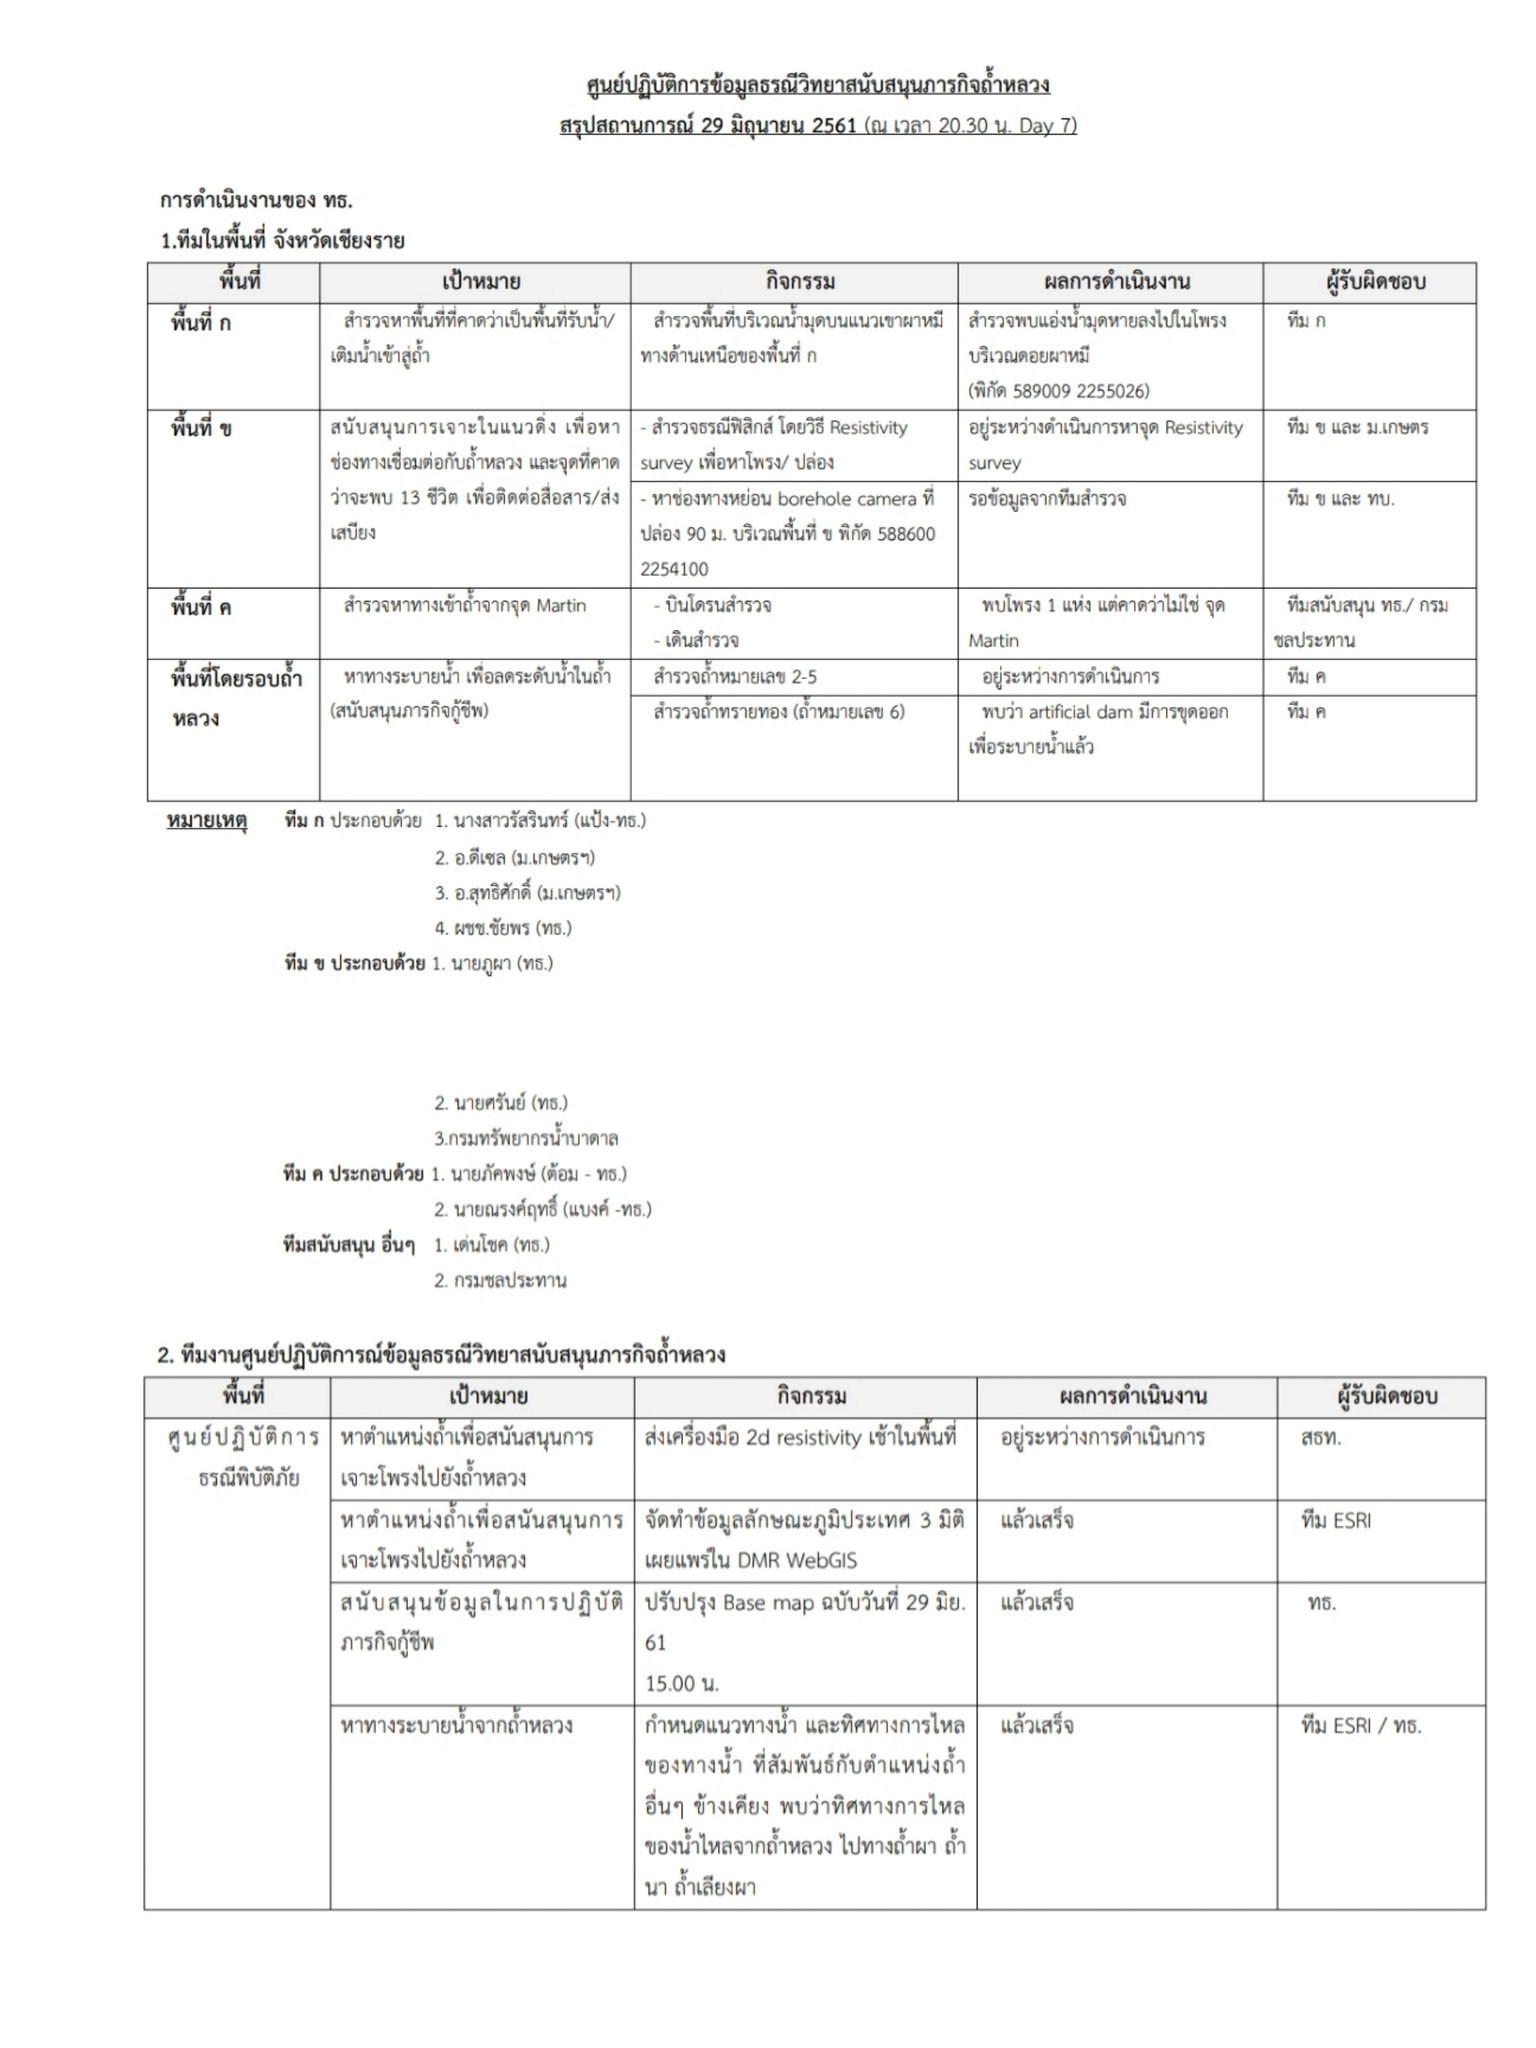 ศูนย์ปฏิบัติการข้อมูลธรณีวิทยาสนับสนุนภารกิจถ้ำหลวง
สรุปสถานการณ์ 29 มิถุนายน 2561 (ณ เวลา 20.30 น. Day 7)
การดำเนินงานของ ทธ.
1.ทีมในพื้นที่ จังหวัดเชียงราย
พื้นที่ เป้าหมาย กิจกรรม ผลการดำเนินงาน ผู้รับผิดชอบ
พื้นที่ ก
สำรวจหาพื้นที่ที่คาดว่าเป็นพื้นที่รับน้ำ/
เติมน้ำเข้าสู่ถ้ำ
สำรวจพื้นที่บริเวณน้ำมุดบนแนวเขาผาหมี
ทางด้านเหนือของพื้นที่ ก
สำรวจพบแอ่งน้ำมุดหายลงไปในโพรง
บริเวณดอยผาหมี
(พิกัด 589009 2255026)
ทีม ก
พื้นที่ ข
สนับสนุนการเจาะในแนวดิ่ง เพื่อหา
ช่องทางเชื่อมต่อกับถ้ำหลวง และจุดที่คาด
ว่าจะพบ 13 ชีวิต เพื่อติดต่อสื่อสาร/ส่ง
เสบียง
- สำรวจธรณีฟิสิกส์ โดยวิธี Resistivity
survey เพื่อหาโพรง/ ปล่อง
อยู่ระหว่างดำเนินการหาจุด Resistivity
survey
ทีม ข และ ม.เกษตร
- หาช่องทางหย่อน borehole camera ที่
ปล่อง 90 ม. บริเวณพื้นที่ ข พิกัด 588600
2254100
รอข้อมูลจากทีมสำรวจ
ทีม ข และ ทบ.
พื้นที่ ค
สำรวจหาทางเข้าถ้ำจากจุด Martin
- บินโดรนสำรวจ
- เดินสำรวจ
พบโพรง 1 แห่ง แต่คาดว่าไม่ใช่ จุด
Martin
ทีมสนับสนุน ทธ./ กรม
ชลประทาน
พื้นที่โดยรอบถ้ำ
หลวง
หาทางระบายน้ำ เพื่อลดระดับน้ำในถ้ำ
(สนับสนุนภารกิจกู้ชีพ)
สำรวจถ้ำหมายเลข 2-5
อยู่ระหว่างการดำเนินการ
ทีม ค
สำรวจถ้ำทรายทอง (ถ้ำหมายเลข 6)
พบว่า artificial dam มีการขุดออก
เพื่อระบายน้ำแล้ว
ทีม ค
หมายเหตุ ทีม ก ประกอบด้วย 1. นางสาวรัสรินทร์ (แป้ง-ทธ.)
2. อ.ดีเซล (ม.เกษตรฯ)
3. อ.สุทธิศักดิ์ (ม.เกษตรฯ)
4. ผชช.ชัยพร (ทธ.)
ทีม ข ประกอบด้วย 1. นายภูผา (ทธ.)
2. นายศรันย์ (ทธ.)
3.กรมทรัพยากรน้ำบาดาล
ทีม ค ประกอบด้วย 1. นายภัคพงษ์ (ต้อม - ทธ.)
2. นายณรงค์ฤทธิ์ (แบงค์ -ทธ.)
ทีมสนับสนุน อื่นๆ 1. เด่นโชค (ทธ.)
2. กรมชลประทาน
2. ทีมงานศูนย์ปฏิบัติการณ์ข้อมูลธรณีวิทยาสนับสนุนภารกิจถ้ำหลวง
พื้นที่ เป้าหมาย กิจกรรม ผลการดำเนินงาน ผู้รับผิดชอบ
ศูนย์ปฏิบัติการ
ธรณีพิบัติภัย
หาตำแหน่งถ้ำเพื่อสนันสนุนการ
เจาะโพรงไปยังถ้ำหลวง
ส่งเครื่องมือ 2d resistivity เช้าในพื้นที่
อยู่ระหว่างการดำเนินการ
สธท.
หาตำแหน่งถ้ำเพื่อสนันสนุนการ
เจาะโพรงไปยังถ้ำหลวง
จัดทำข้อมูลลักษณะภูมิประเทศ 3 มิติ
เผยแพร่ใน DMR WebGIS
แล้วเสร็จ
ทีม ESRI
สนับสนุนข้อมูลในการปฏิบัติ
ภารกิจกู้ชีพ
ปรับปรุง Base map ฉบับวันที่ 29 มิย.
61
15.00 น.
แล้วเสร็จ
ทธ.
หาทางระบายน้ำจากถ้ำหลวง
กำหนดแนวทางน้ำ และทิศทางการไหล
ของทางน้ำ ที่สัมพันธ์กับตำแหน่งถ้ำ
อื่นๆ ข้างเคียง พบว่าทิศทางการไหล
ของน้ำไหลจากถ้ำหลวง ไปทางถ้ำผา ถ้ำ
นา ถ้ำเลียงผา
แล้วเสร็จ
ทีม ESRI / ทธ.